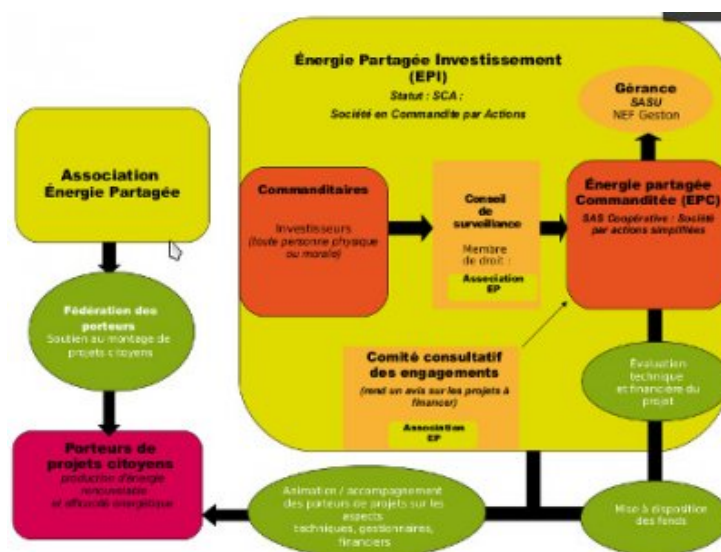 Énergie Partagée Investissement
(EPI)
Statut : SCA :
Société en Commandite par Actions
Gérance
SASU
NEF Gestion
Association
Énergie Partagée
Commanditaires
Investisseurs
(toute personne physique
ou morale)
Conseil
de
surveillance
Membre
de droit :
Association
EP
Énergie partagée
Commanditée (EPC)
SAS Coopérative : Société
par actions simplifiées
Fédération des
porteurs
Soutien au montage de
projets citoyens
Comité consultatif
des engagements
(rend un avis sur les projets à
financer)
Association
EP
Évaluation
technique
et financière du
projet
Porteurs de
projets citoyens
production d'énergie
renouvelable
et efficacité énergétique
Animation / accompagnement
des porteurs de projets sur les
aspects
techniques, gestionnaires,
financiers
Mise à disposition
des fonds